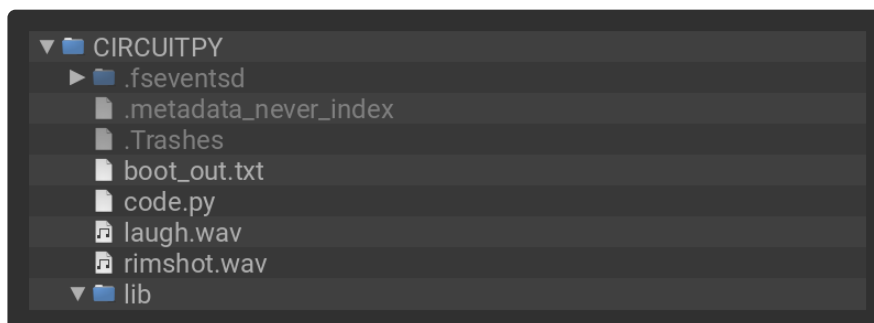 CIRCUITPY
.fseventsd
.metadata_never_index
.Trashes
boot_out.txt
code.py
laugh.wav
rimshot.wav
lib